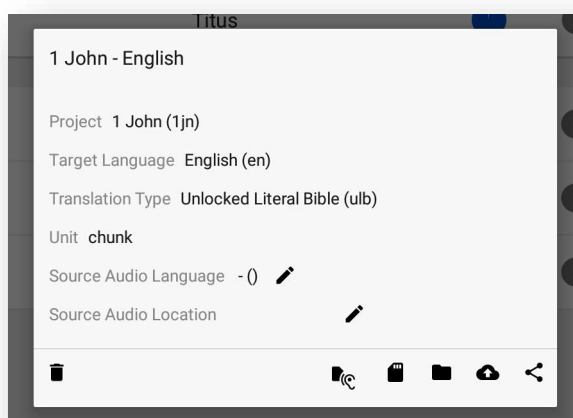 Titus
1 John - English
Project 1 John (1jn)
Target Language English (en)
Translation Type Unlocked Literal Bible (ulb)
Unit chunk
Source Audio Language - ()
Source Audio Location